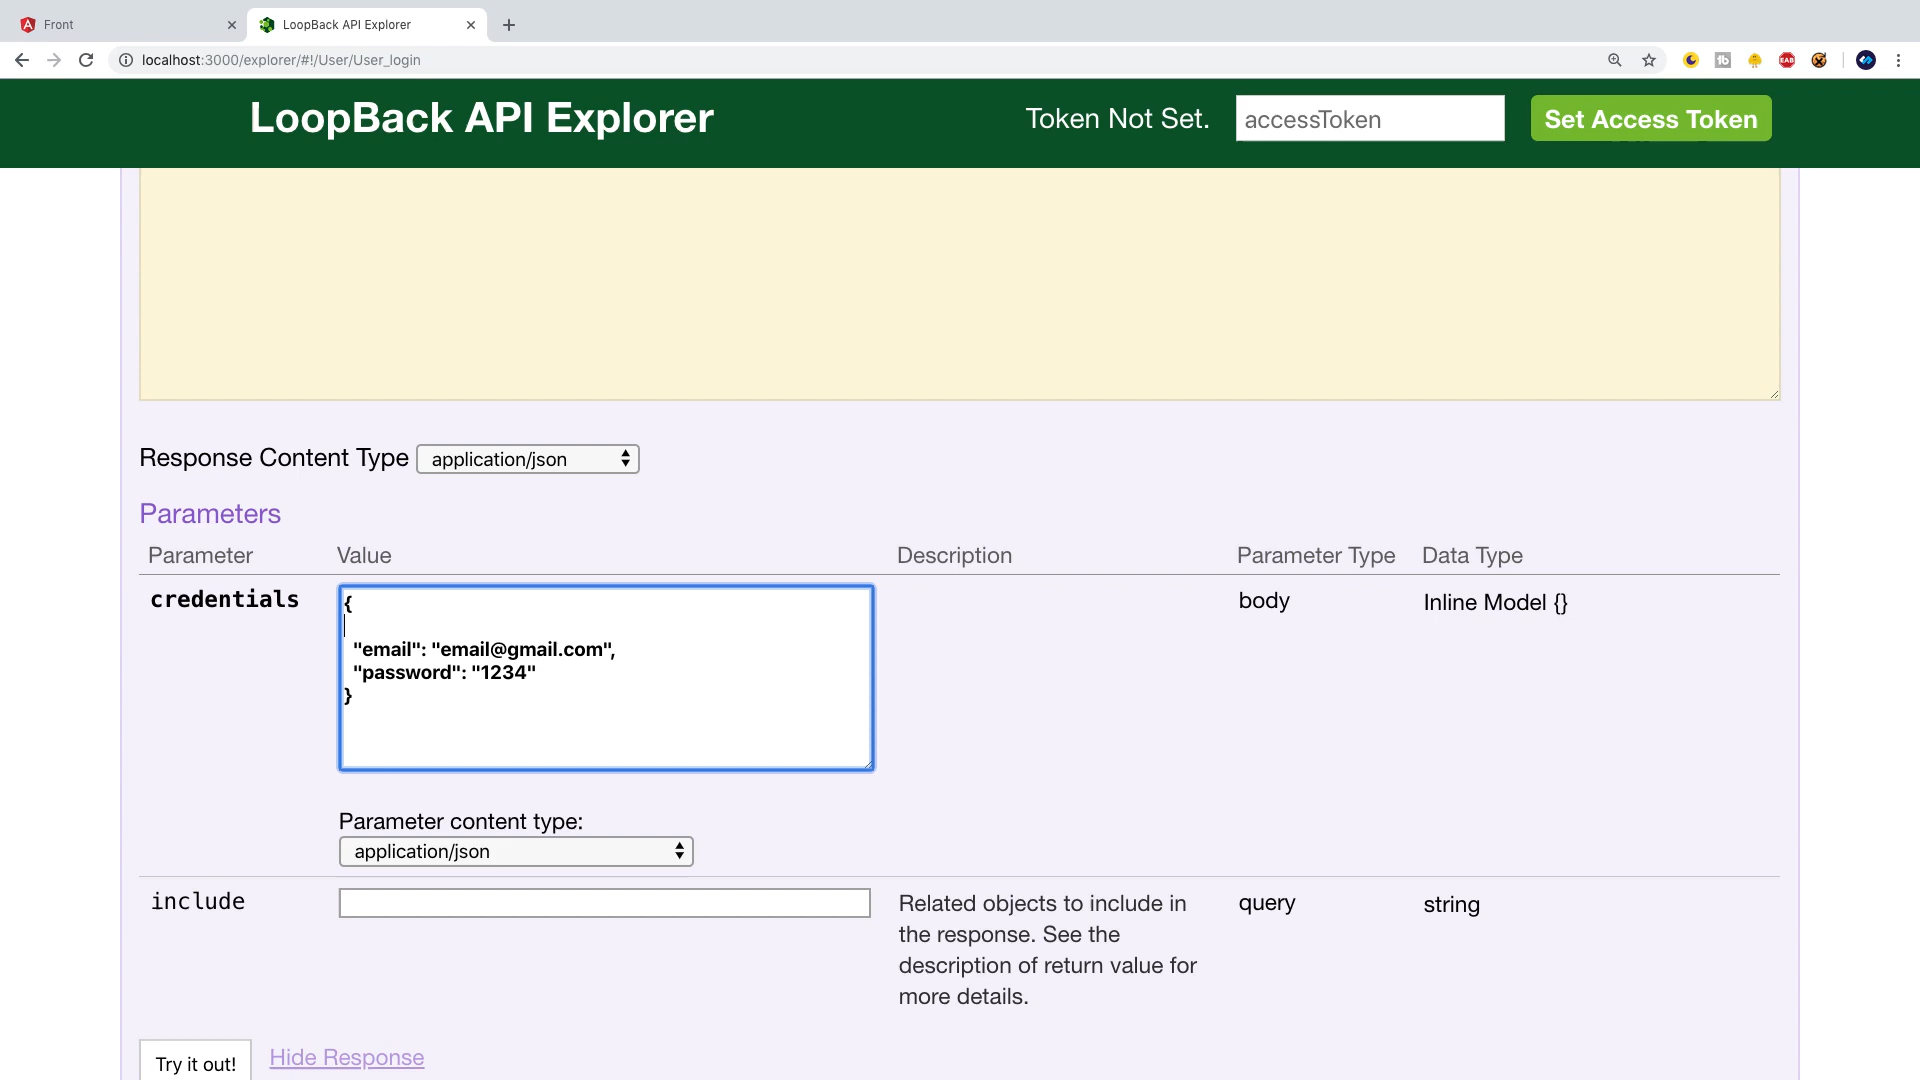 Front
LoopBack API Explorer
localhost:3000/explorer/#!/User/User_login
LoopBack API Explorer
Token Not Set.
accessToken
Set Access Token
Response Content Type
application/json
Parameters
Parameter Value Description Parameter Type Data Type
credentials
{
"email": "email@gmail.com",
"password": "1234"
}
body
Inline Model {}
Parameter content type:
application/json
include
Related objects to include in
the response. See the
description of return value for
more details.
query
string
Try it out!
Hide Response